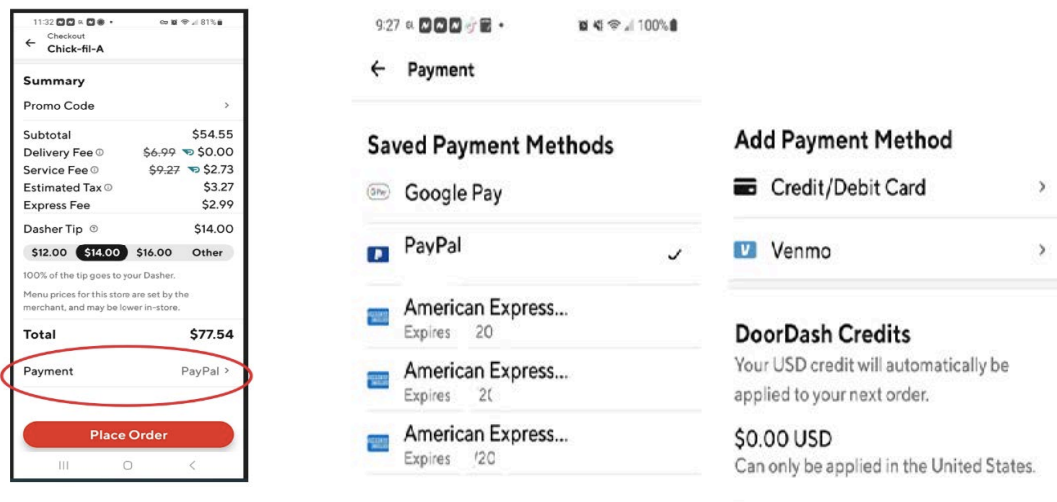 11:32 81%
Checkout
Chick-fil-A
Summary
Promo Code
Subtotal $54.55
Delivery Fee $6.99 $0.00
Service Fee $9.27 $2.73
Estimated Tax $3.27
Express Fee $2.99
Dasher Tip $14.00
$12.00 $14.00 $16.00 Other
100% of the tip goes to your Dasher.
Menu prices for this store are set by the
merchant, and may be lower in-store.
Total $77.54
Payment PayPal
Place Order
9:27 100%
Payment
Saved Payment Methods
G Pay Google Pay
PayPal
American Express...
Expires 20
American Express...
Expires
American Express...
Expires /20
Add Payment Method
Credit/Debit Card
V Venmo
DoorDash Credits
Your USD credit will automatically be
applied to your next order.
$0.00 USD
Can only be applied in the United States.